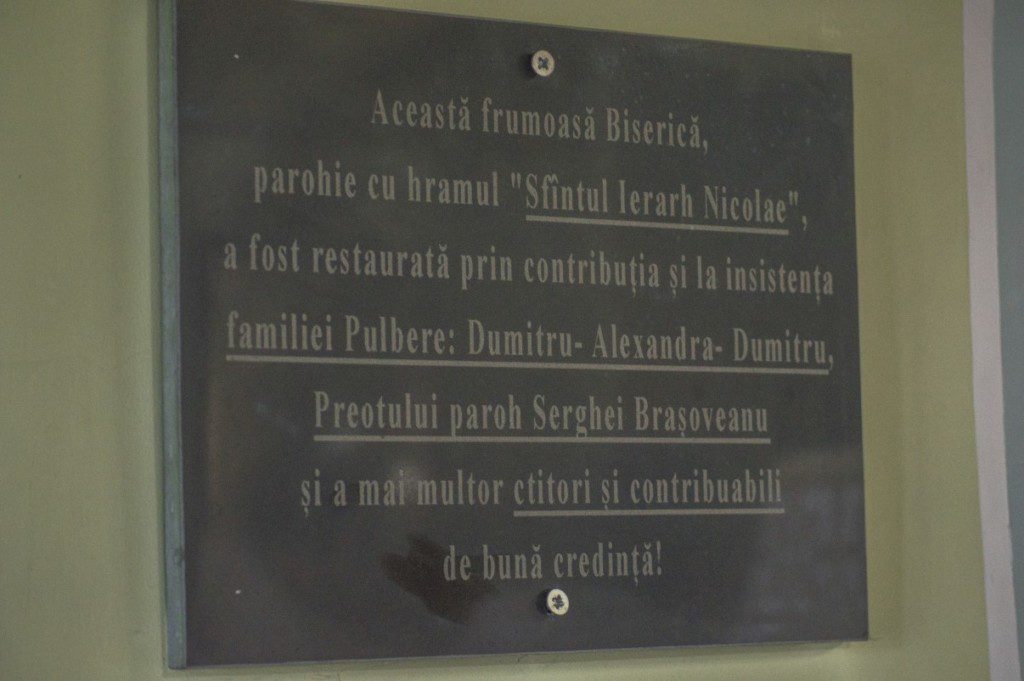 Această frumoasă Biserică,
parohie cu hramul "Sfîntul Ierarh Nicolae",
a fost restaurată prin contribuția și la insistența
familiei Pulbere: Dumitru- Alexandra- Dumitru,
Preotului paroh Serghei Brașoveanu
și a mai multor ctitori și contribuabili
de bună credință!